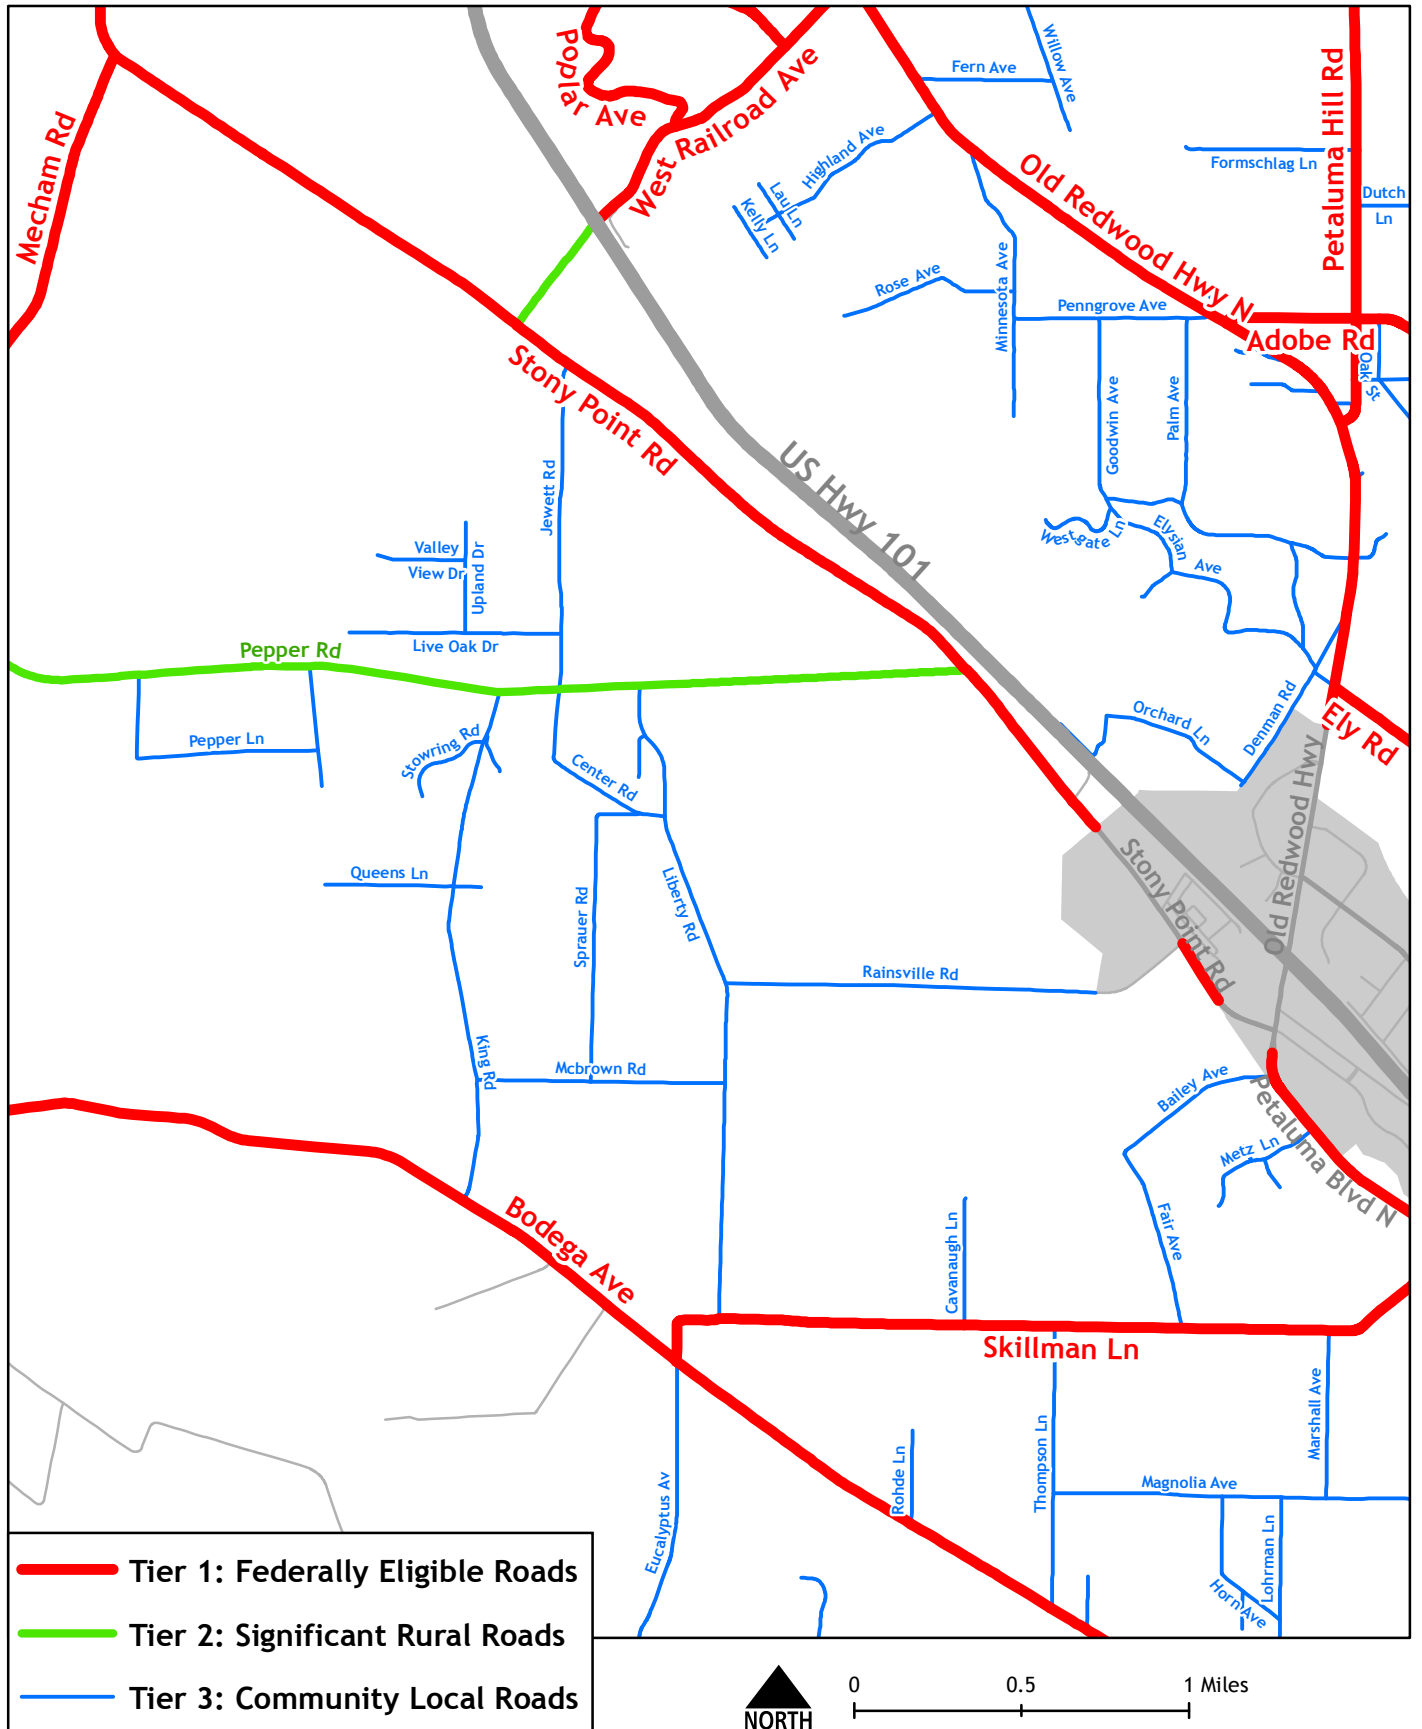 Poplar Ave
West Railroad Ave
Willow Ave
Fern Ave
Petaluma Hill Rd
Mecham Rd
Highland Ave
Old Redwood Hwy N
Formschlag Ln
Lau Ln
Kelly Ln
Dutch
Ln
Rose Ave
Minnesota Ave
Penngrove Ave
Adobe Rd
Oak St
Stony Point Rd
Goodwin Ave
Palm Ave
US Hwy 101
Jewett Rd
Westgate Ln
Elysian
Ave
Valley
View Dr
Upland Dr
Live Oak Dr
Pepper Rd
Pepper Ln
Stowring Rd
Center Rd
Orchard Ln
Denman Rd
Ely Rd
Old Redwood Hwy
Queens Ln
Sprauer Rd
Liberty Rd
Stony Point Rd
Rainsville Rd
King Rd
Mcbrown Rd
Bailey Ave
Petaluma Blvd N
Metz Ln
Fair Ave
Bodega Ave
Cavanaugh Ln
Skillman Ln
Marshall Ave
Eucalyptus Av
Rohde Ln
Thompson Ln
Magnolia Ave
Lohrman Ln
Horn Ave
Tier 1: Federally Eligible Roads
Tier 2: Significant Rural Roads
Tier 3: Community Local Roads
NORTH
0 0.5 1 Miles